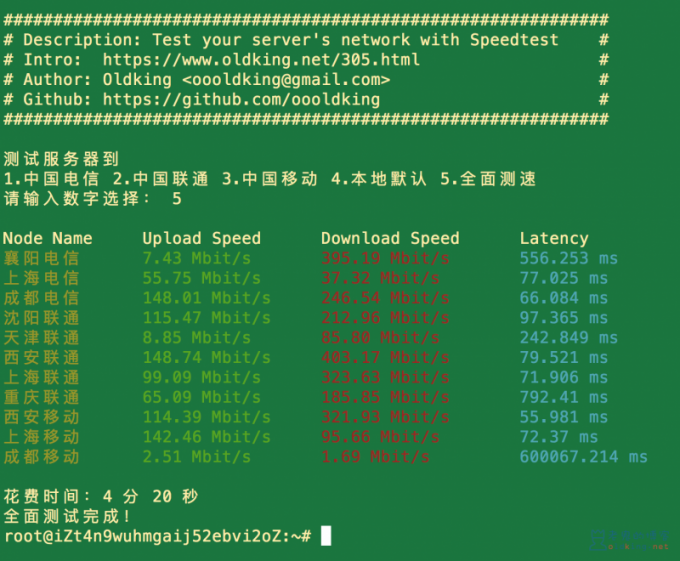 ############################################################
# Description: Test your server's network with Speedtest #
# Intro: https://www.oldking.net/305.html #
# Author: Oldking <oooldking@gmail.com> #
# Github: https://github.com/oooldking #
############################################################
测试服务器到
1.中国电信 2.中国联通 3.中国移动 4.本地默认 5.全面测速
请输入数字选择： 5
Node Name Upload Speed Download Speed Latency
襄阳电信 7.43 Mbit/s 395.19 Mbit/s 556.253 ms
上海电信 55.75 Mbit/s 37.32 Mbit/s 77.025 ms
成都电信 148.01 Mbit/s 246.54 Mbit/s 66.084 ms
沈阳联通 115.47 Mbit/s 212.96 Mbit/s 97.365 ms
天津联通 8.85 Mbit/s 85.80 Mbit/s 242.849 ms
西安联通 148.74 Mbit/s 403.17 Mbit/s 79.521 ms
上海联通 99.09 Mbit/s 323.63 Mbit/s 71.906 ms
重庆联通 65.09 Mbit/s 185.85 Mbit/s 792.41 ms
西安移动 114.39 Mbit/s 321.93 Mbit/s 55.981 ms
上海移动 142.46 Mbit/s 95.66 Mbit/s 72.37 ms
成都移动 2.51 Mbit/s 1.69 Mbit/s 600067.214 ms
花费时间：4 分 20 秒
全面测试完成！
root@iZt4n9wuhmgaij52ebvi2oZ:~#